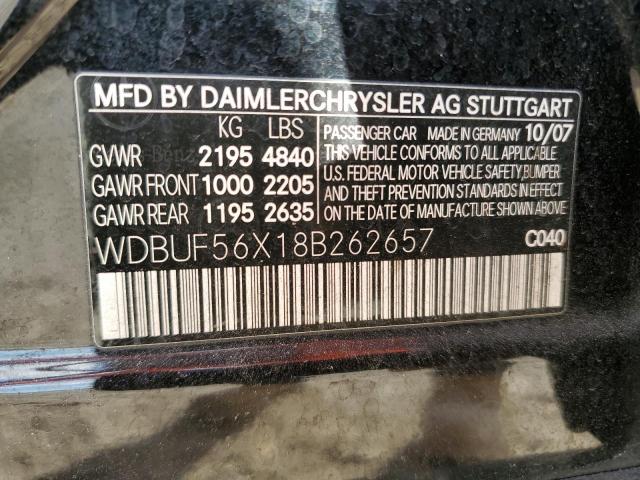 MFD BY DAIMLERCHRYSLER AG STUTTGART
KG LBS
GVWR 2195 4840
GAWR FRONT 1000 2205
GAWR REAR 1195 2635
PASSENGER CAR MADE IN GERMANY 10/07
THIS VEHICLE CONFORMS TO ALL APPLICABLE
U.S. FEDERAL MOTOR VEHICLE SAFETY, BUMPER
AND THEFT PREVENTION STANDARDS IN EFFECT
ON THE DATE OF MANUFACTURE SHOWN ABOVE
WDBUF56X18B262657 C040